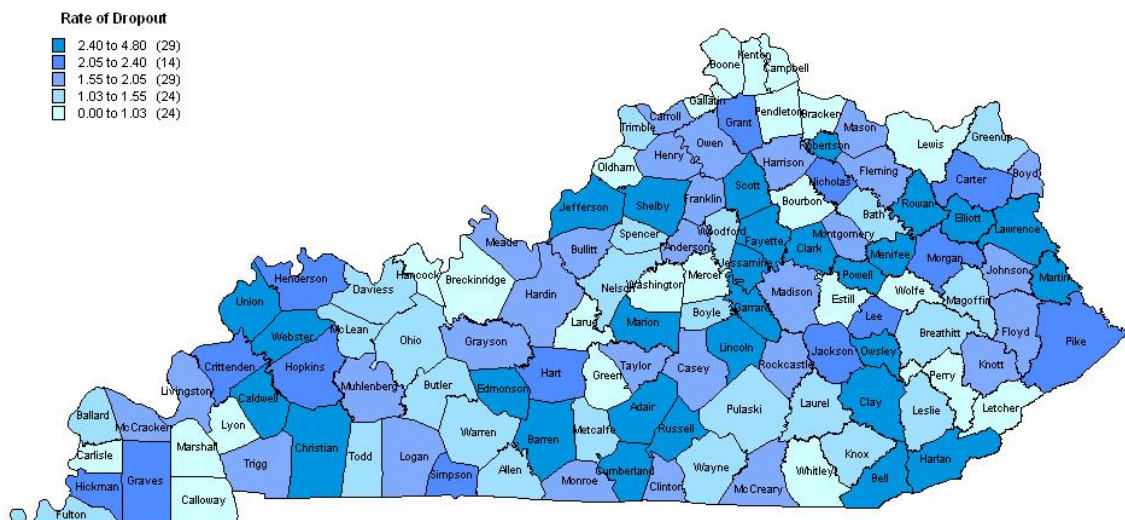 Rate of Dropout
2.40 to 4.80 (29)
2.05 to 2.40 (14)
1.55 to 2.05 (29)
1.03 to 1.55 (24)
0.00 to 1.03 (24)
Boone
Kenton
Campbell
Gallatin
Pendleton
Bracken
Trimble
Carroll
Grant
Mason
Lewis
Greenup
Owen
Robertson
Henry
Harrison
Oldham
Fleming
Carter
Boyd
Nicholas
Scott
Bourbon
Rowan
Elliott
Jefferson
Shelby
Franklin
Bath
Lawrence
Meade
Bullitt
Spencer
Anderson
Woodford
Fayette
Clark
Montgomery
Menifee
Morgan
Johnson
Martin
Hancock
Breckinridge
Henderson
Daviess
Hardin
Nelson
Washington
Mercer
Jessamine
Madison
Powell
Estill
Wolfe
Magoffin
Union
Webster
McLean
Ohio
Larue
Marion
Boyle
Garrard
Lee
Breathitt
Floyd
Pike
Grayson
Crittenden
Hopkins
Hart
Taylor
Casey
Lincoln
Rockcastle
Jackson
Owsley
Knott
Livingston
Muhlenberg
Butler
Edmonson
Green
Perry
Caldwell
Adair
Pulaski
Laurel
Clay
Leslie
Letcher
Ballard
McCracken
Lyon
Christian
Warren
Barren
Metcalfe
Russell
Marshall
Carlisle
Todd
Logan
Trigg
Simpson
Allen
Monroe
Cumberland
Clinton
Wayne
McCreary
Whitley
Knox
Bell
Harlan
Hickman
Graves
Calloway
Fulton